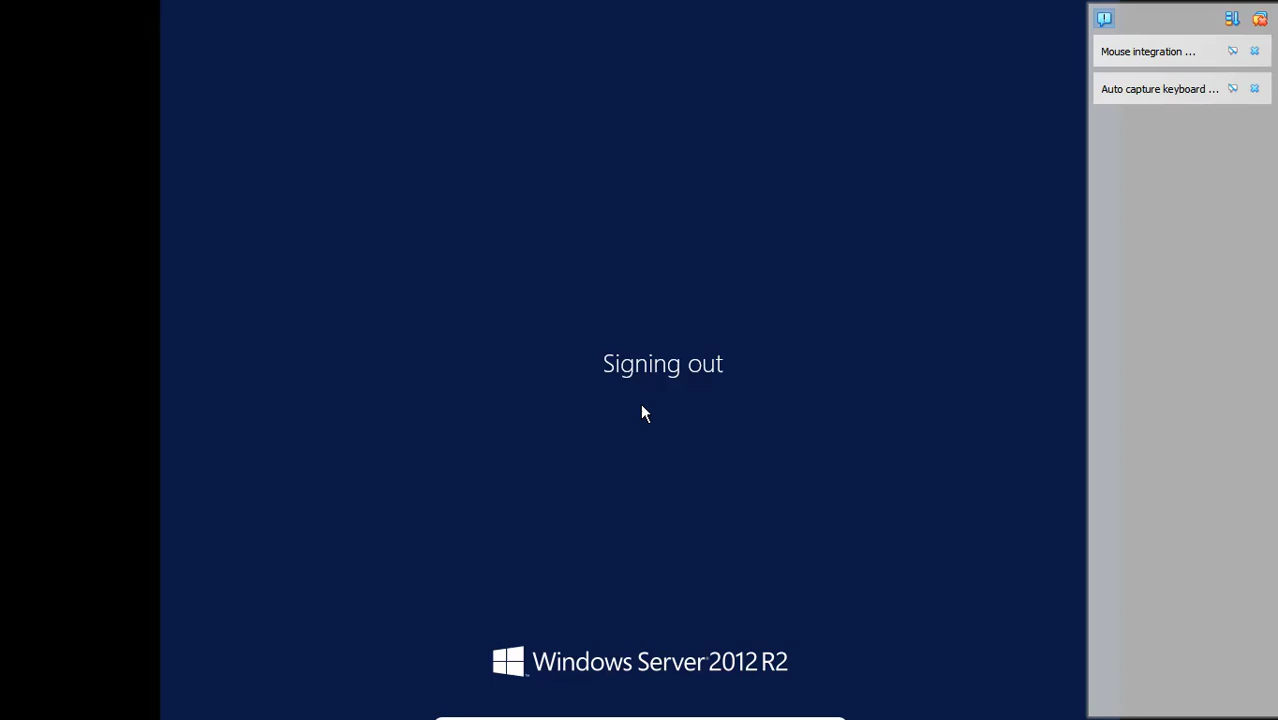 Mouse integration ...
Auto capture keyboard ...
Signing out
Windows Server 2012 R2